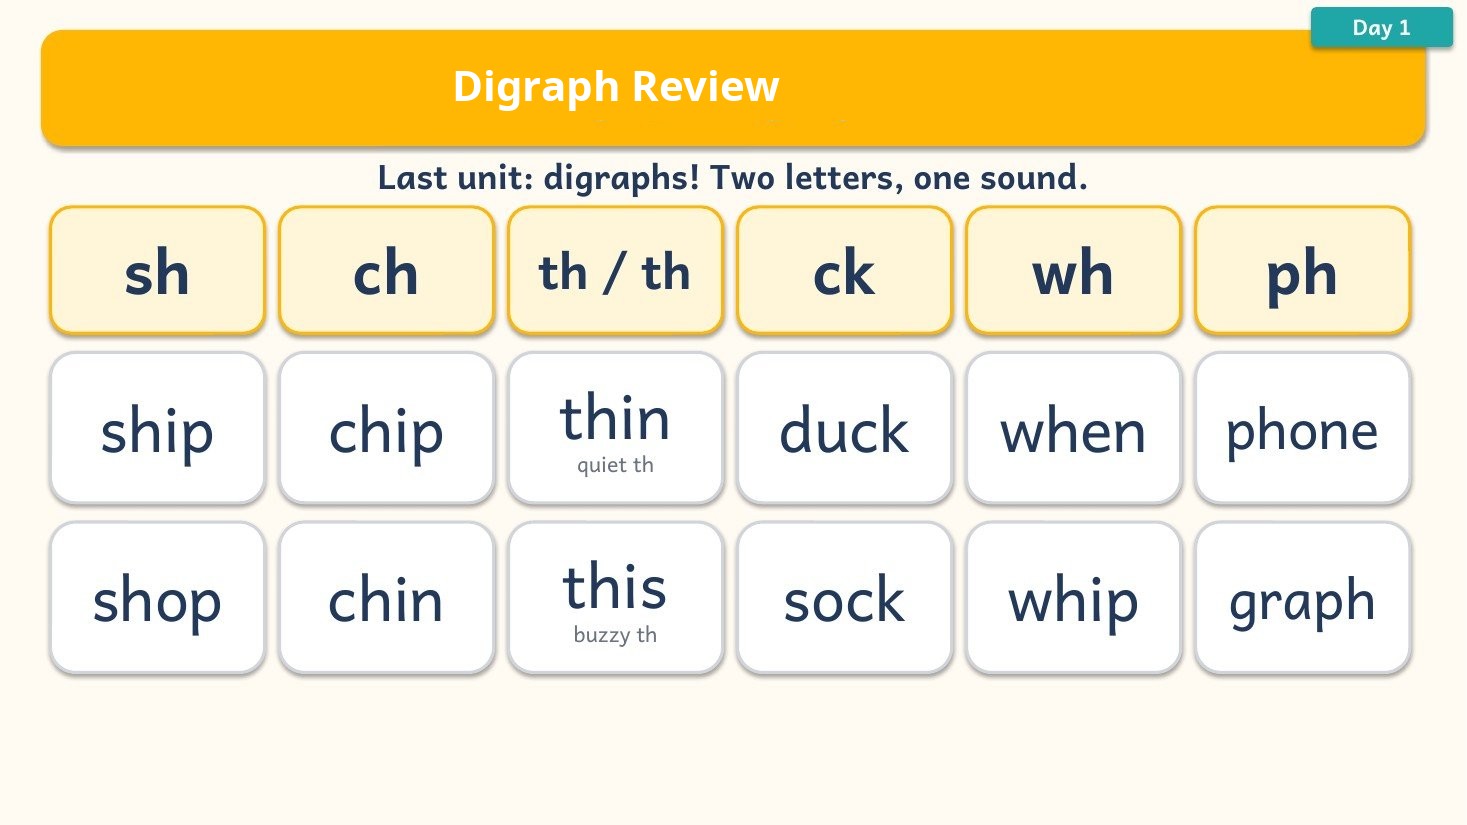 Day 1
Digraph Review
Last unit: digraphs! Two letters, one sound.
sh ch th / th ck wh ph
ship chip thin duck when phone
quiet th
shop chin this sock whip graph
buzzy th